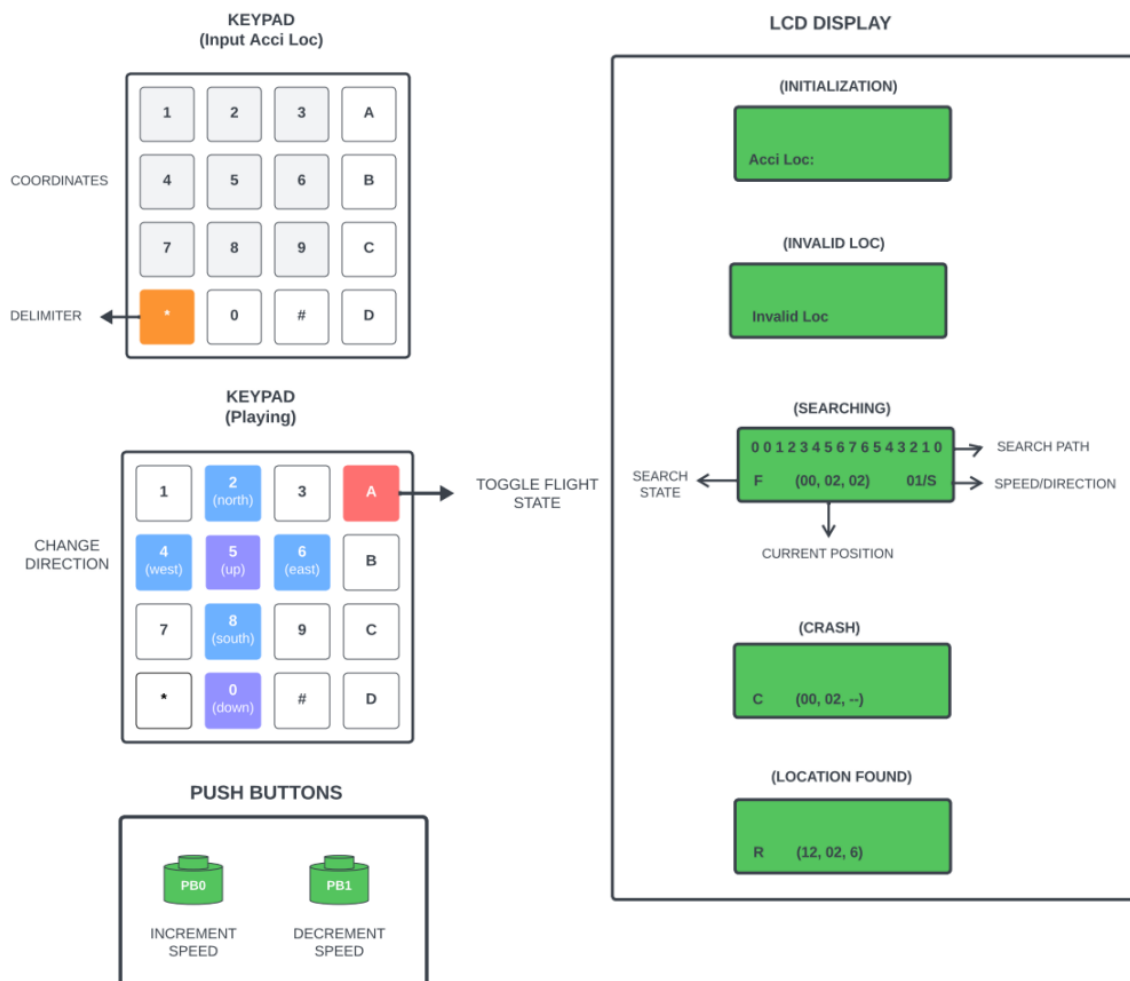 KEYPAD
(Input Acci Loc)
1 2 3 A
COORDINATES
4 5 6 B
7 8 9 C
DELIMITER
* 0 # D
KEYPAD
(Playing)
1 2 3 A
(north)
TOGGLE FLIGHT
STATE
CHANGE
DIRECTION
4 5 6 B
(west) (up) (east)
7 8 9 C
(south)
* 0 # D
(down)
PUSH BUTTONS
PB0 PB1
INCREMENT
SPEED
DECREMENT
SPEED
LCD DISPLAY
(INITIALIZATION)
Acci Loc:
(INVALID LOC)
Invalid Loc
(SEARCHING)
0 0 1 2 3 4 5 6 7 6 5 4 3 2 1 0
SEARCH PATH
SEARCH
STATE
F (00, 02, 02) 01/S
SPEED/DIRECTION
CURRENT POSITION
(CRASH)
C (00, 02, --)
(LOCATION FOUND)
R (12, 02, 6)